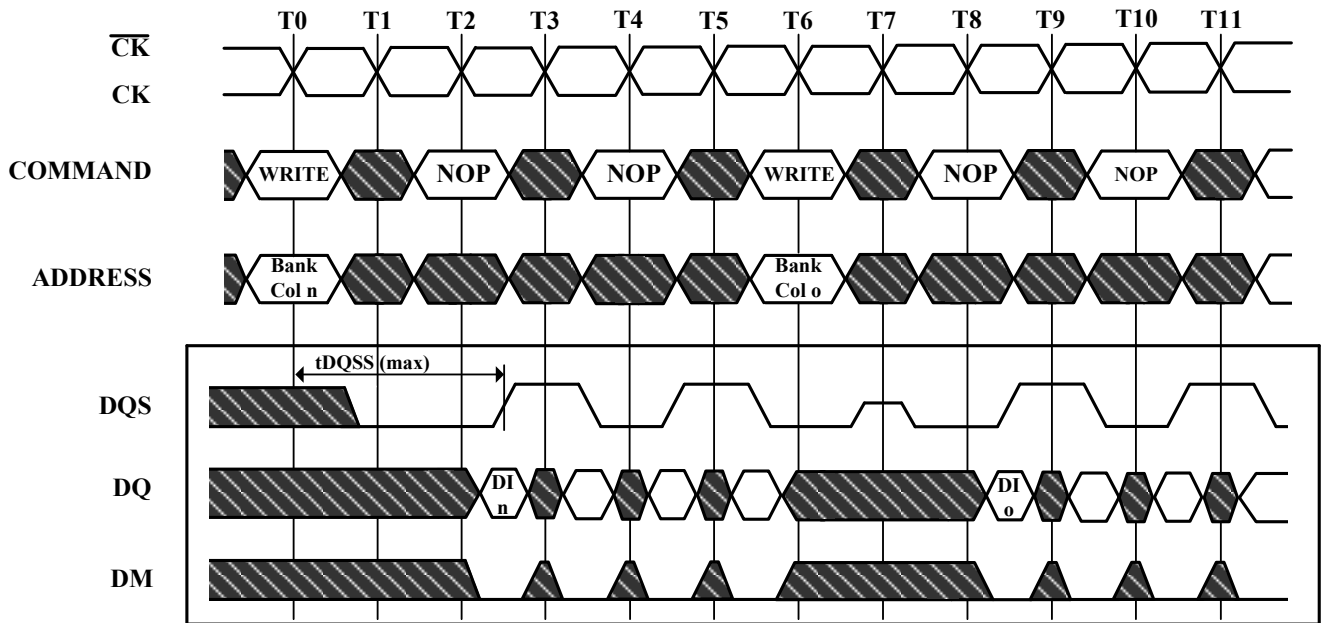 T0 T1 T2 T3 T4 T5 T6 T7 T8 T9 T10 T11
CK
CK
COMMAND WRITE NOP NOP WRITE NOP NOP
ADDRESS Bank Col n Bank Col o
tDQSS (max)
DQS
DQ DI n DI o
DM